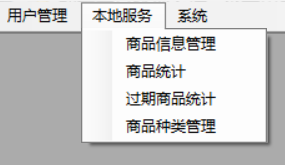 用户管理 本地服务 系统
商品信息管理
商品统计
过期商品统计
商品种类管理